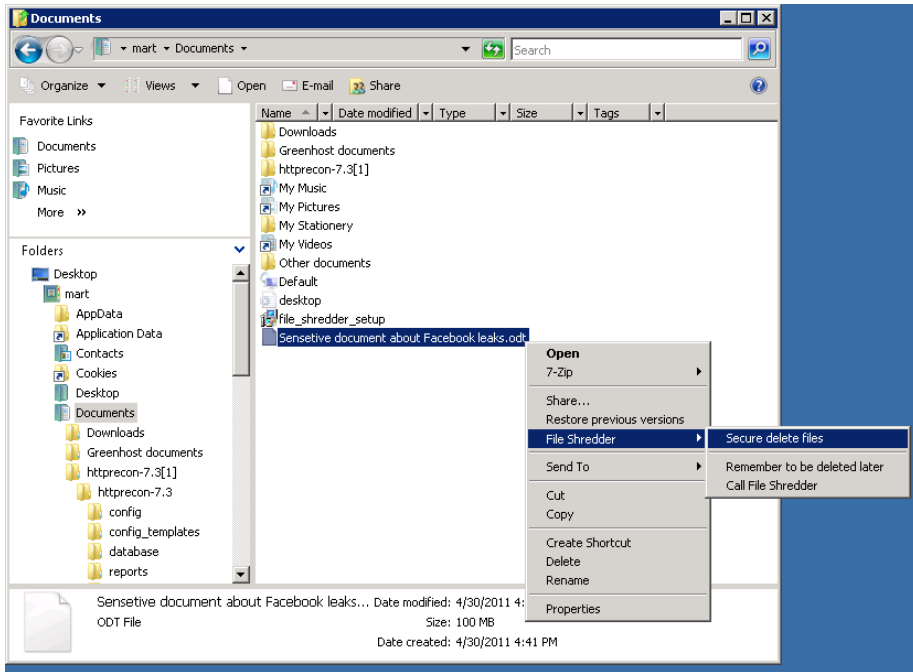 Documents
mart ▾ Documents ▾
Search
Organize ▾ Views ▾ Open E-mail Share
Favorite Links
Documents
Pictures
Music
More »
Folders
Desktop
mart
AppData
Application Data
Contacts
Cookies
Desktop
Documents
Downloads
Greenhost documents
httprecon-7.3[1]
httprecon-7.3
config
config_templates
database
reports
Name Date modified Type Size Tags
Downloads
Greenhost documents
httprecon-7.3[1]
My Music
My Pictures
My Stationery
My Videos
Other documents
Default
desktop
file_shredder_setup
Sensetive document about Facebook leaks.odt
Open
7-Zip
Share...
Restore previous versions
File Shredder
Send To
Cut
Copy
Create Shortcut
Delete
Rename
Properties
Secure delete files
Remember to be deleted later
Call File Shredder
Sensetive document about Facebook leaks... Date modified: 4/30/2011 4:
ODT File Size: 100 MB
Date created: 4/30/2011 4:41 PM